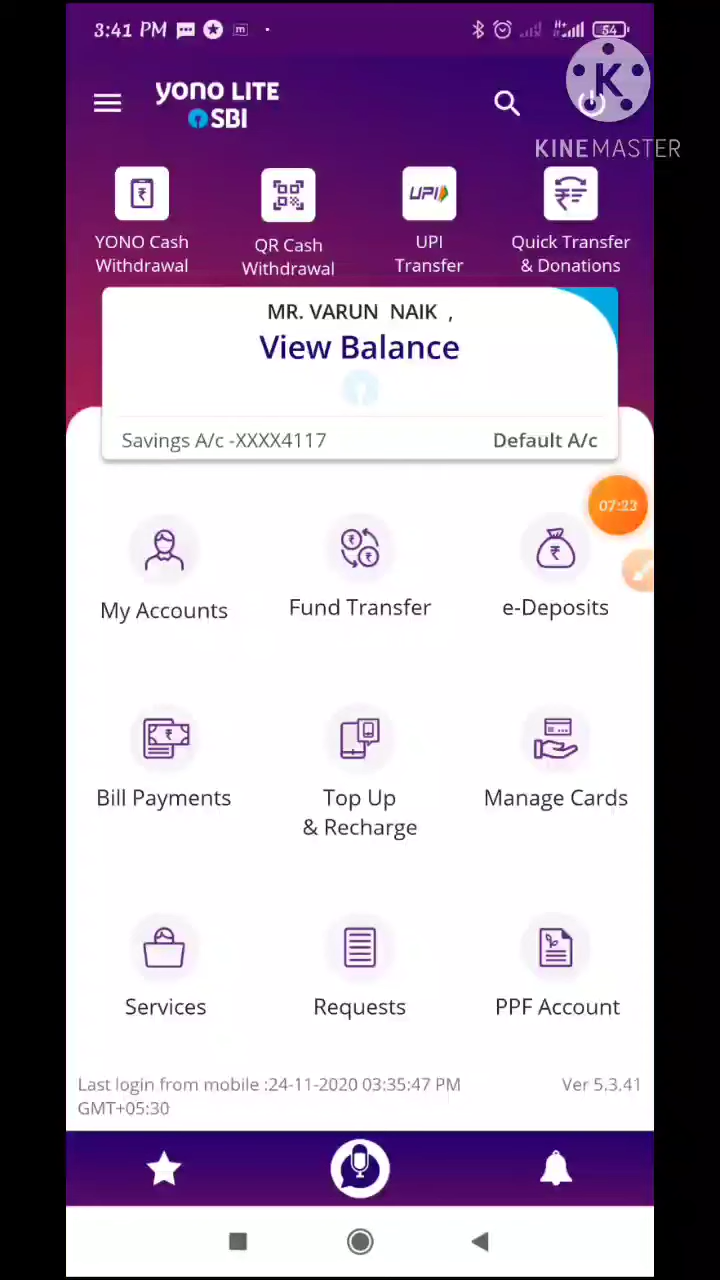 3:41 PM
54
YONO LITE
SBI
K
KINEMASTER
UPI
YONO Cash
Withdrawal
QR Cash
Withdrawal
UPI
Transfer
Quick Transfer
& Donations
MR. VARUN NAIK ,
View Balance
Savings A/c -XXXX4117
Default A/c
07:23
My Accounts
Fund Transfer
e-Deposits
Bill Payments
Top Up
& Recharge
Manage Cards
Services
Requests
PPF Account
Last login from mobile :24-11-2020 03:35:47 PM
GMT+05:30
Ver 5.3.41